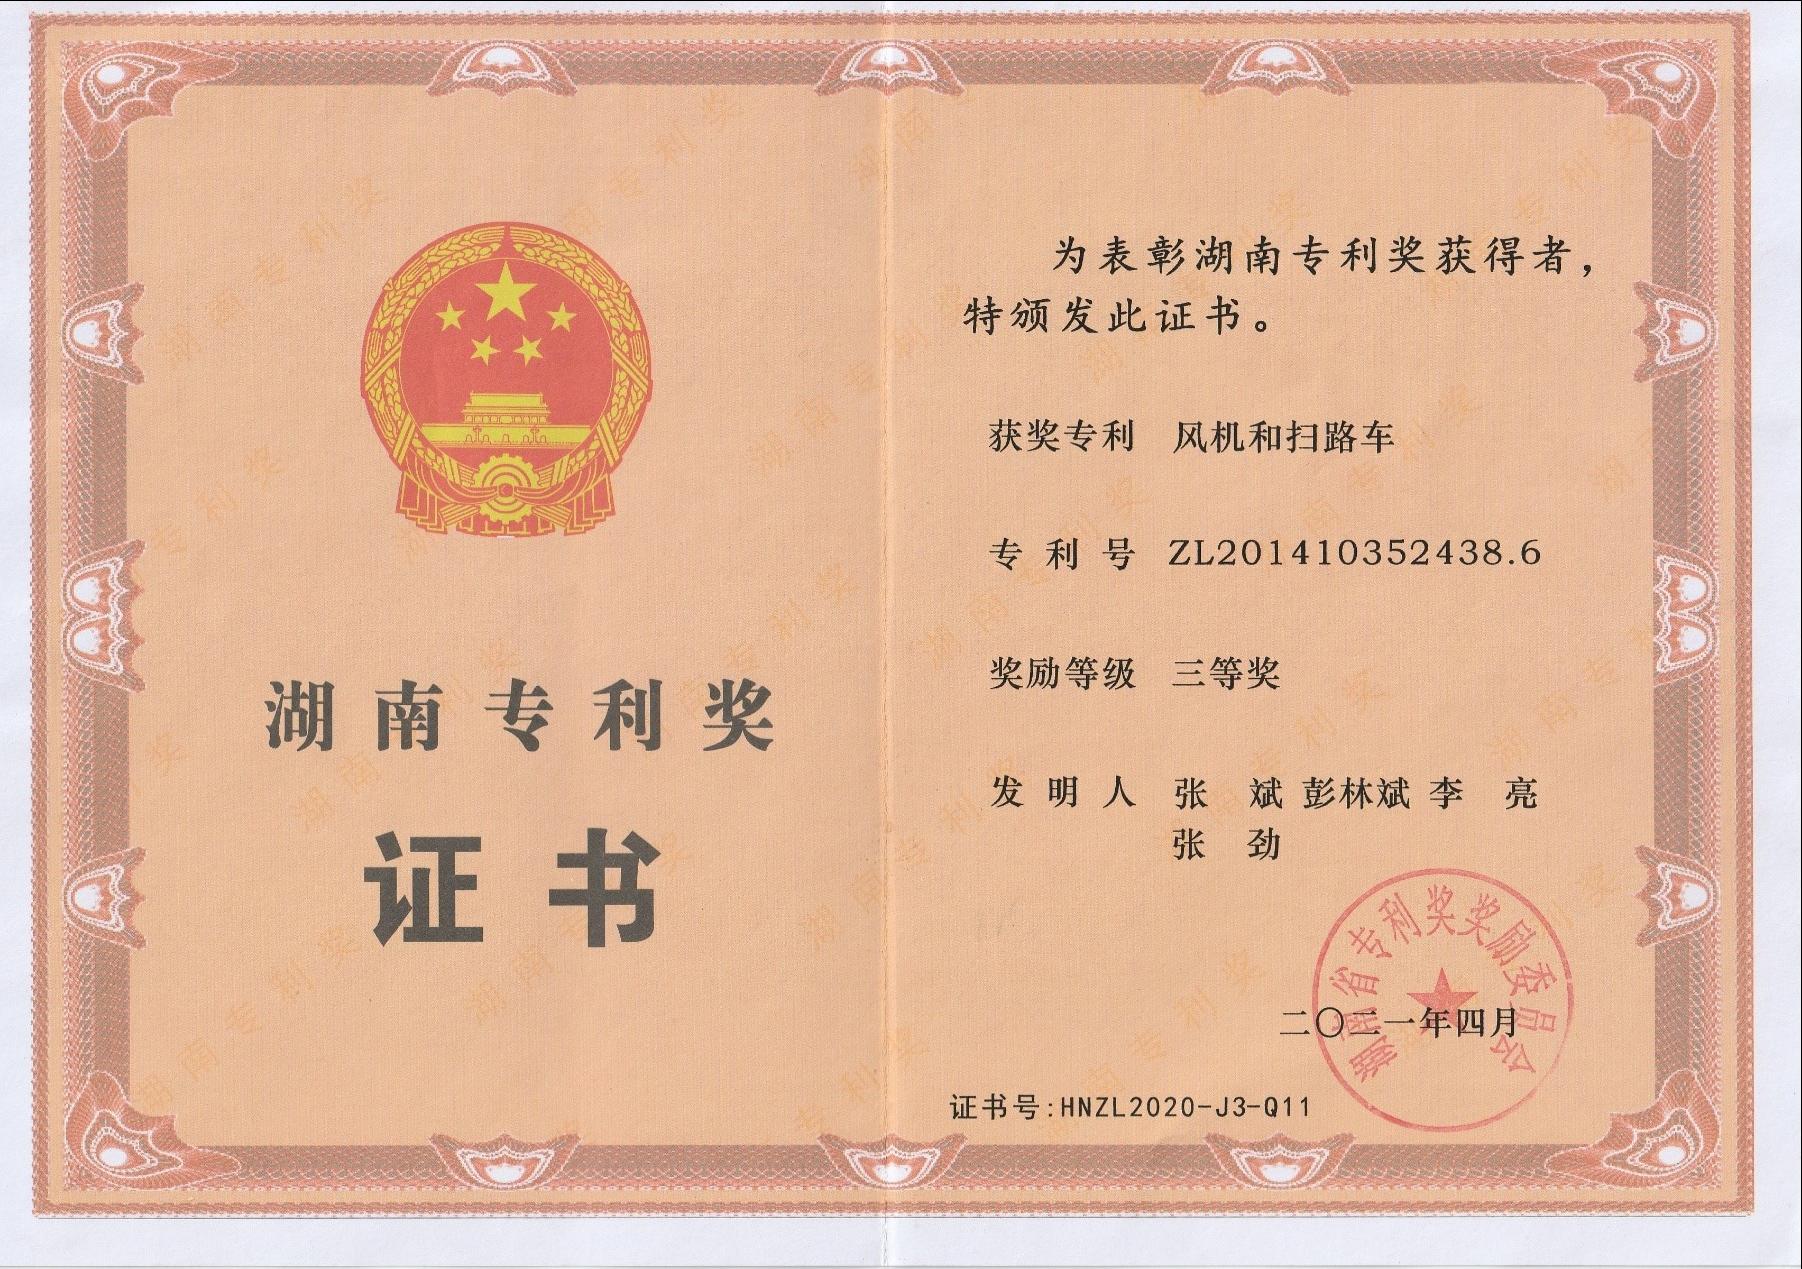 湖南专利奖
证书
为表彰湖南专利奖获得者，
特颁发此证书。
获奖专利 风机和扫路车
专利号 ZL201410352438.6
奖励等级 三等奖
发明人 张斌 彭林斌 李亮
张劲
湖南省专利奖奖励委员会
二〇二一年四月
证书号:HNZL2020-J3-Q11